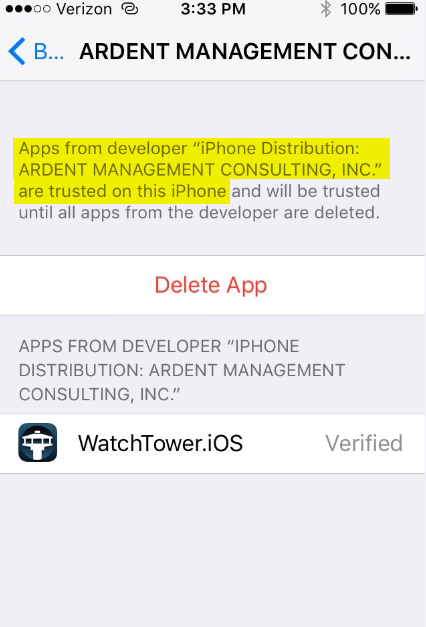 Verizon 3:33 PM 100%
B... ARDENT MANAGEMENT CON...
Apps from developer “iPhone Distribution:
ARDENT MANAGEMENT CONSULTING, INC.”
are trusted on this iPhone and will be trusted
until all apps from the developer are deleted.
Delete App
APPS FROM DEVELOPER “IPHONE
DISTRIBUTION: ARDENT MANAGEMENT
CONSULTING, INC.”
WatchTower.iOS Verified